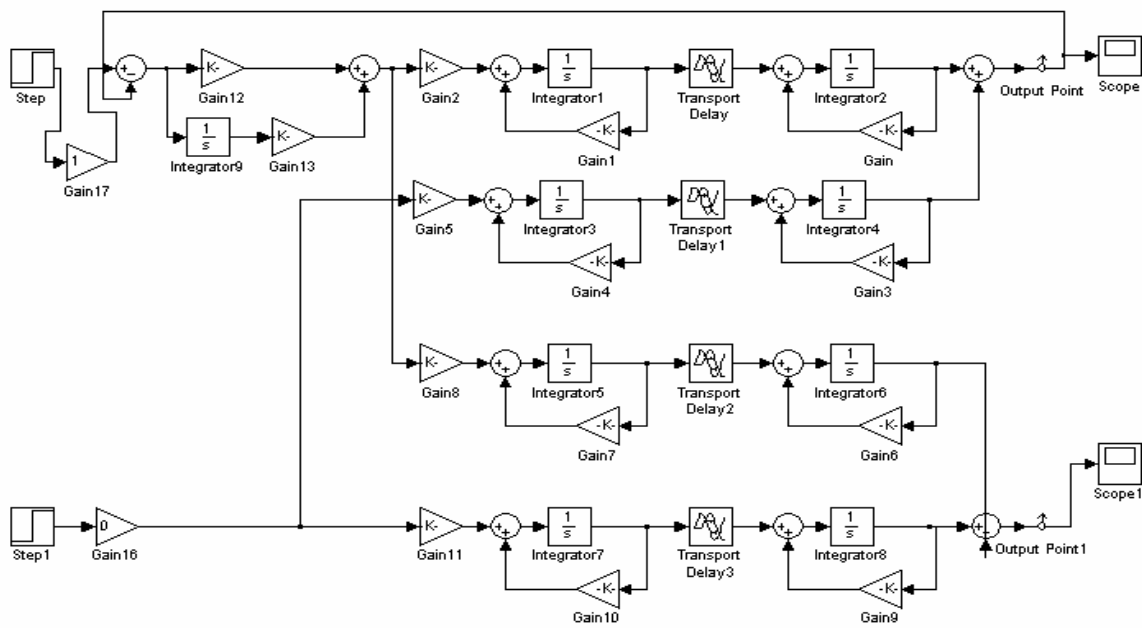 Step
Gain17
1
K-
Gain12
1
s
Integrator9
K-
Gain13
K-
Gain2
1
s
Integrator1
-K-
Gain1
Transport
Delay
1
s
Integrator2
-K-
Gain
Output Point
Scope
K-
Gain5
1
s
Integrator3
-K-
Gain4
Transport
Delay1
1
s
Integrator4
-K-
Gain3
K-
Gain8
1
s
Integrator5
-K-
Gain7
Transport
Delay2
1
s
Integrator6
-K-
Gain6
Step1
0
Gain16
K-
Gain11
1
s
Integrator7
-K-
Gain10
Transport
Delay3
1
s
Integrator8
-K-
Gain9
Output Point1
Scope1